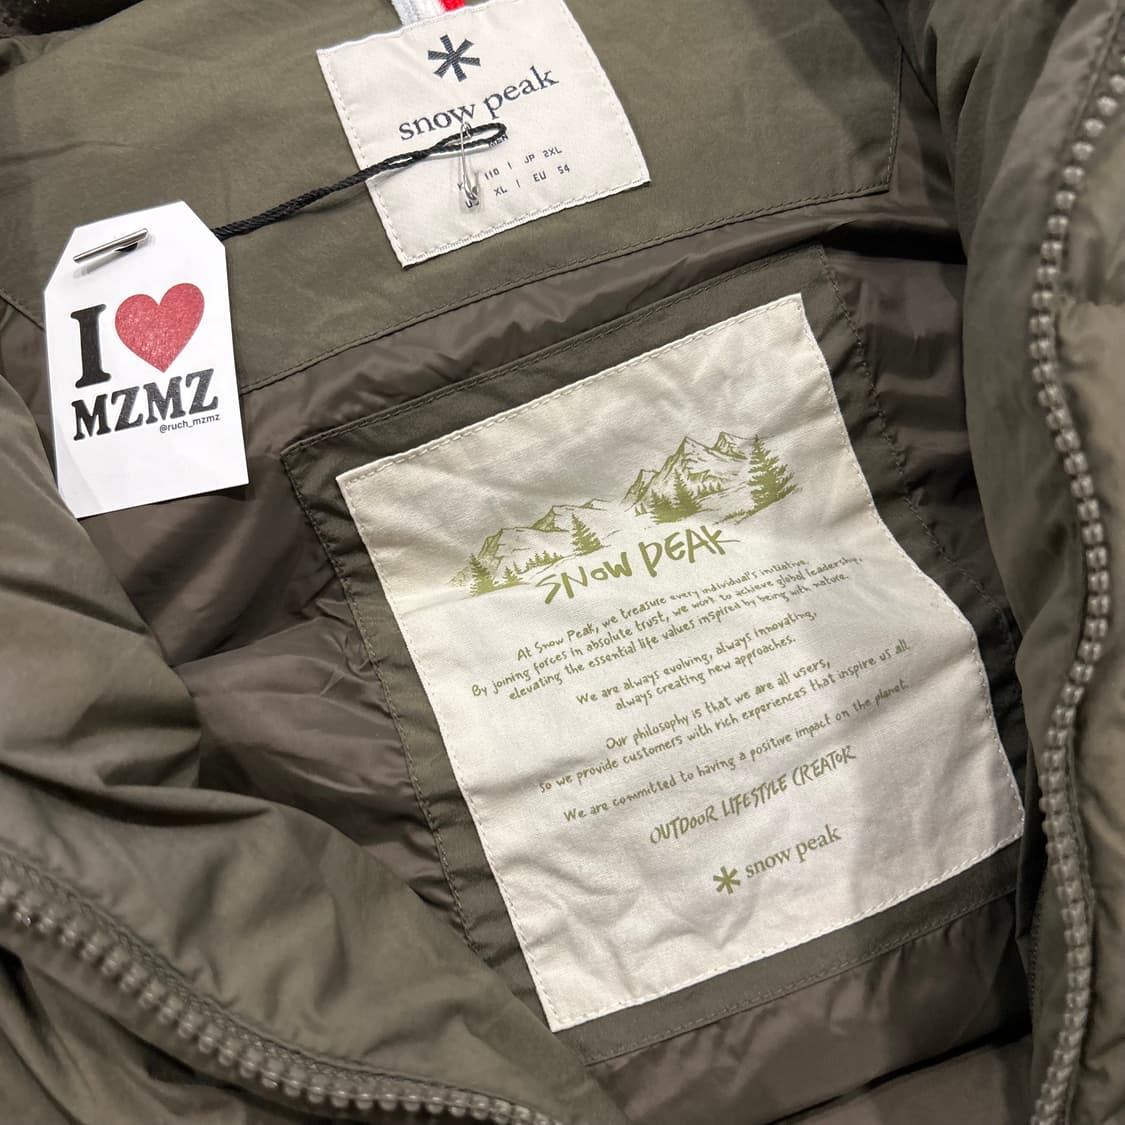 snow peak
MEN
110 | JP 2XL
XL | EU 54
I
MZMZ
@ruch_mzmz
SNOW PEAK
At Snow Peak, we treasure every individual's initiative.
By joining forces in absolute trust, we work to achieve global leadership,
elevating the essential life values inspired by being with nature.
We are always evolving, always innovating,
always creating new approaches.
Our philosophy is that we are all users,
so we provide customers with rich experiences that inspire us all.
We are committed to having a positive impact on the planet.
OUTDOOR LIFESTYLE CREATOR
snow peak